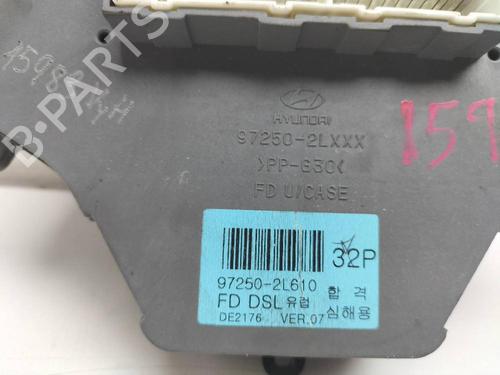 HYUNDAI
97250-2LXXX
>PP-G30<
FD U/CASE
159
32P
97250-2L610
FD DSL 유럽 합격
DE2176 VER.07 심해용
B-PARTS